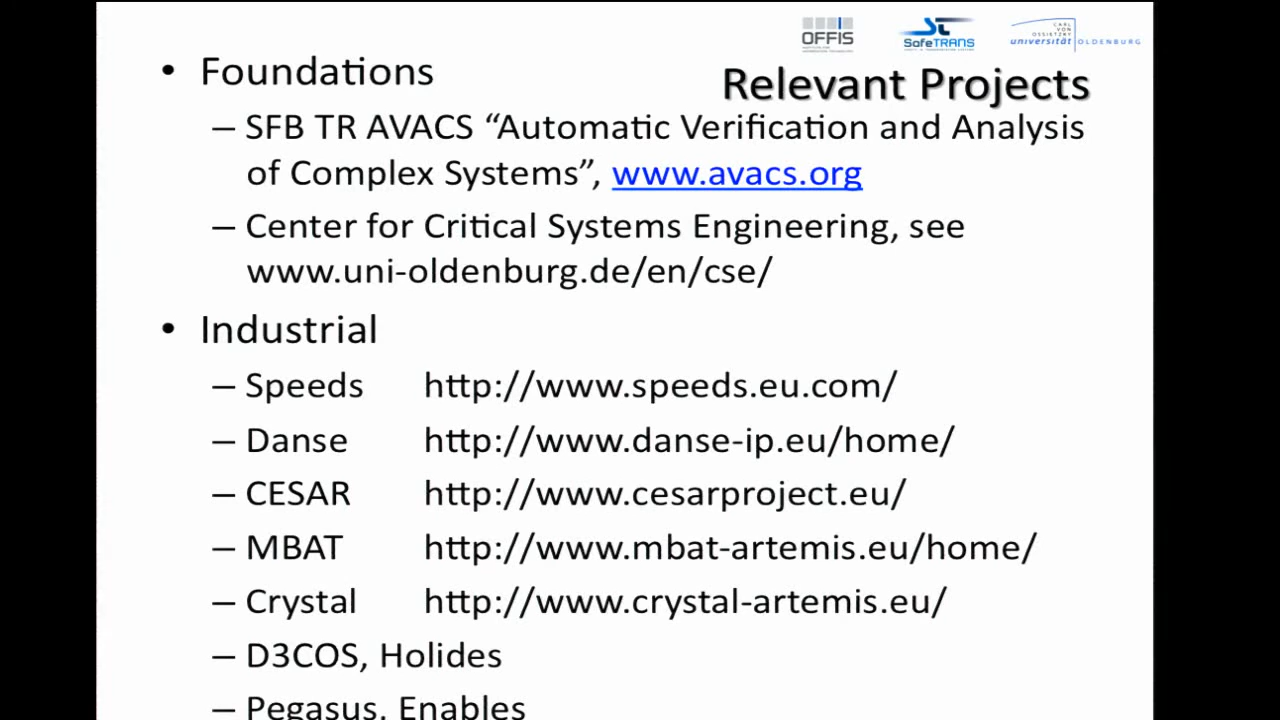 OFFIS
SafeTRANS
CARL
VON
OSSIETZKY
universität OLDENBURG
Relevant Projects
• Foundations
– SFB TR AVACS “Automatic Verification and Analysis
of Complex Systems”, www.avacs.org
– Center for Critical Systems Engineering, see
www.uni-oldenburg.de/en/cse/
• Industrial
– Speeds http://www.speeds.eu.com/
– Danse http://www.danse-ip.eu/home/
– CESAR http://www.cesarproject.eu/
– MBAT http://www.mbat-artemis.eu/home/
– Crystal http://www.crystal-artemis.eu/
– D3COS, Holides
– Pegasus, Enables